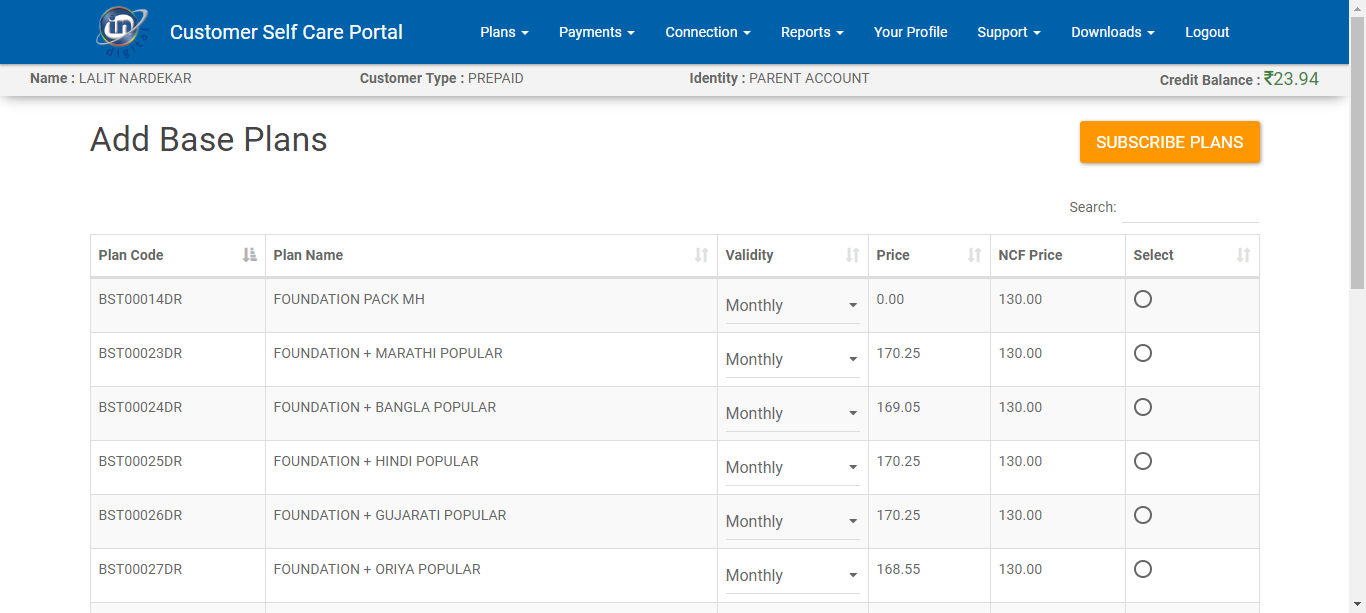 in digital
Customer Self Care Portal Plans Payments Connection Reports Your Profile Support Downloads Logout
Name : LALIT NARDEKAR Customer Type : PREPAID Identity : PARENT ACCOUNT Credit Balance : ₹23.94
Add Base Plans SUBSCRIBE PLANS
Search:
Plan Code Plan Name Validity Price NCF Price Select
BST00014DR FOUNDATION PACK MH Monthly 0.00 130.00
BST00023DR FOUNDATION + MARATHI POPULAR Monthly 170.25 130.00
BST00024DR FOUNDATION + BANGLA POPULAR Monthly 169.05 130.00
BST00025DR FOUNDATION + HINDI POPULAR Monthly 170.25 130.00
BST00026DR FOUNDATION + GUJARATI POPULAR Monthly 170.25 130.00
BST00027DR FOUNDATION + ORIYA POPULAR Monthly 168.55 130.00